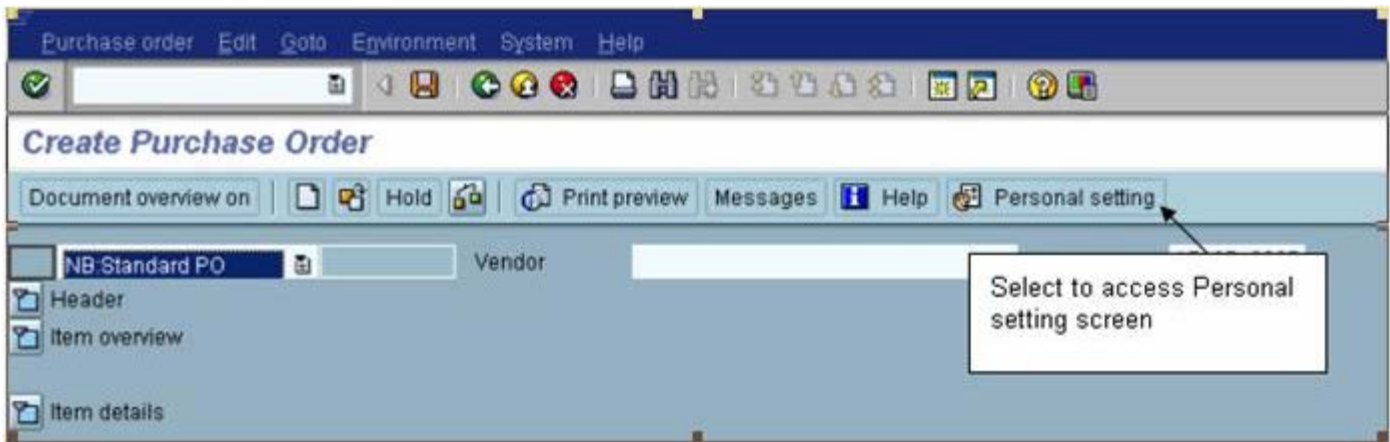 Purchase order Edit Goto Environment System Help
Create Purchase Order
Document overview on Hold Print preview Messages Help Personal setting
NB:Standard PO Vendor
Header
Item overview
Item details
Select to access Personal
setting screen